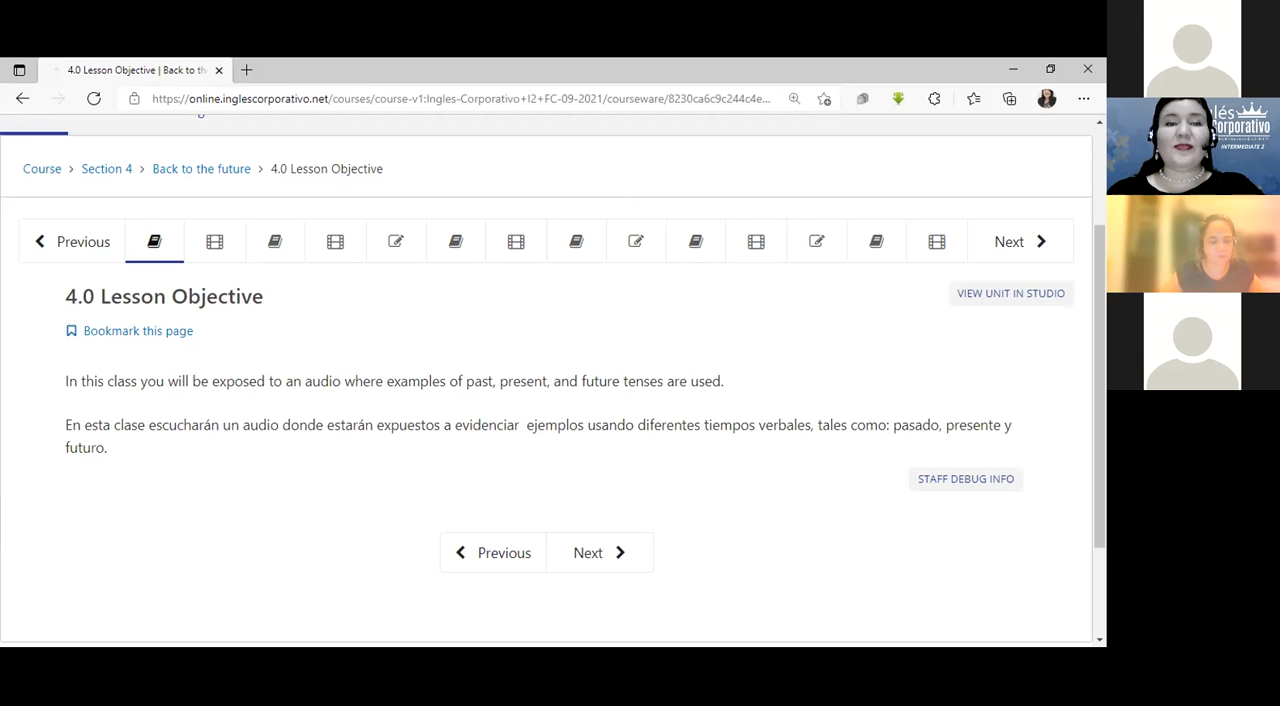 4.0 Lesson Objective | Back to th
https://online.inglescorporativo.net/courses/course-v1:Ingles-Corporativo+I2+FC-09-2021/courseware/8230ca6c9c244c4e...
Course > Section 4 > Back to the future > 4.0 Lesson Objective
Previous
Next
4.0 Lesson Objective
VIEW UNIT IN STUDIO
Bookmark this page
In this class you will be exposed to an audio where examples of past, present, and future tenses are used.
En esta clase escucharán un audio donde estarán expuestos a evidenciar ejemplos usando diferentes tiempos verbales, tales como: pasado, presente y
futuro.
STAFF DEBUG INFO
Previous
Next
lés
orporativo
INTERMEDIATE 2